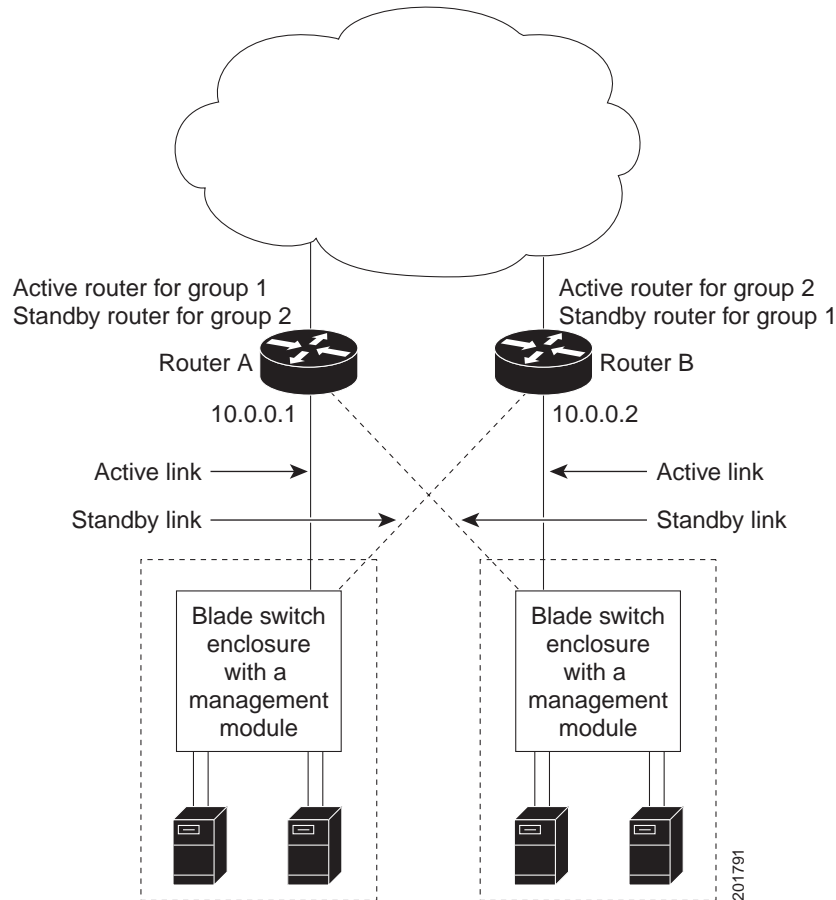 Active router for group 1
Standby router for group 2
Router A
10.0.0.1
Active router for group 2
Standby router for group 1
Router B
10.0.0.2
Active link
Active link
Standby link
Standby link
Blade switch
enclosure
with a
management
module
Blade switch
enclosure
with a
management
module
201791